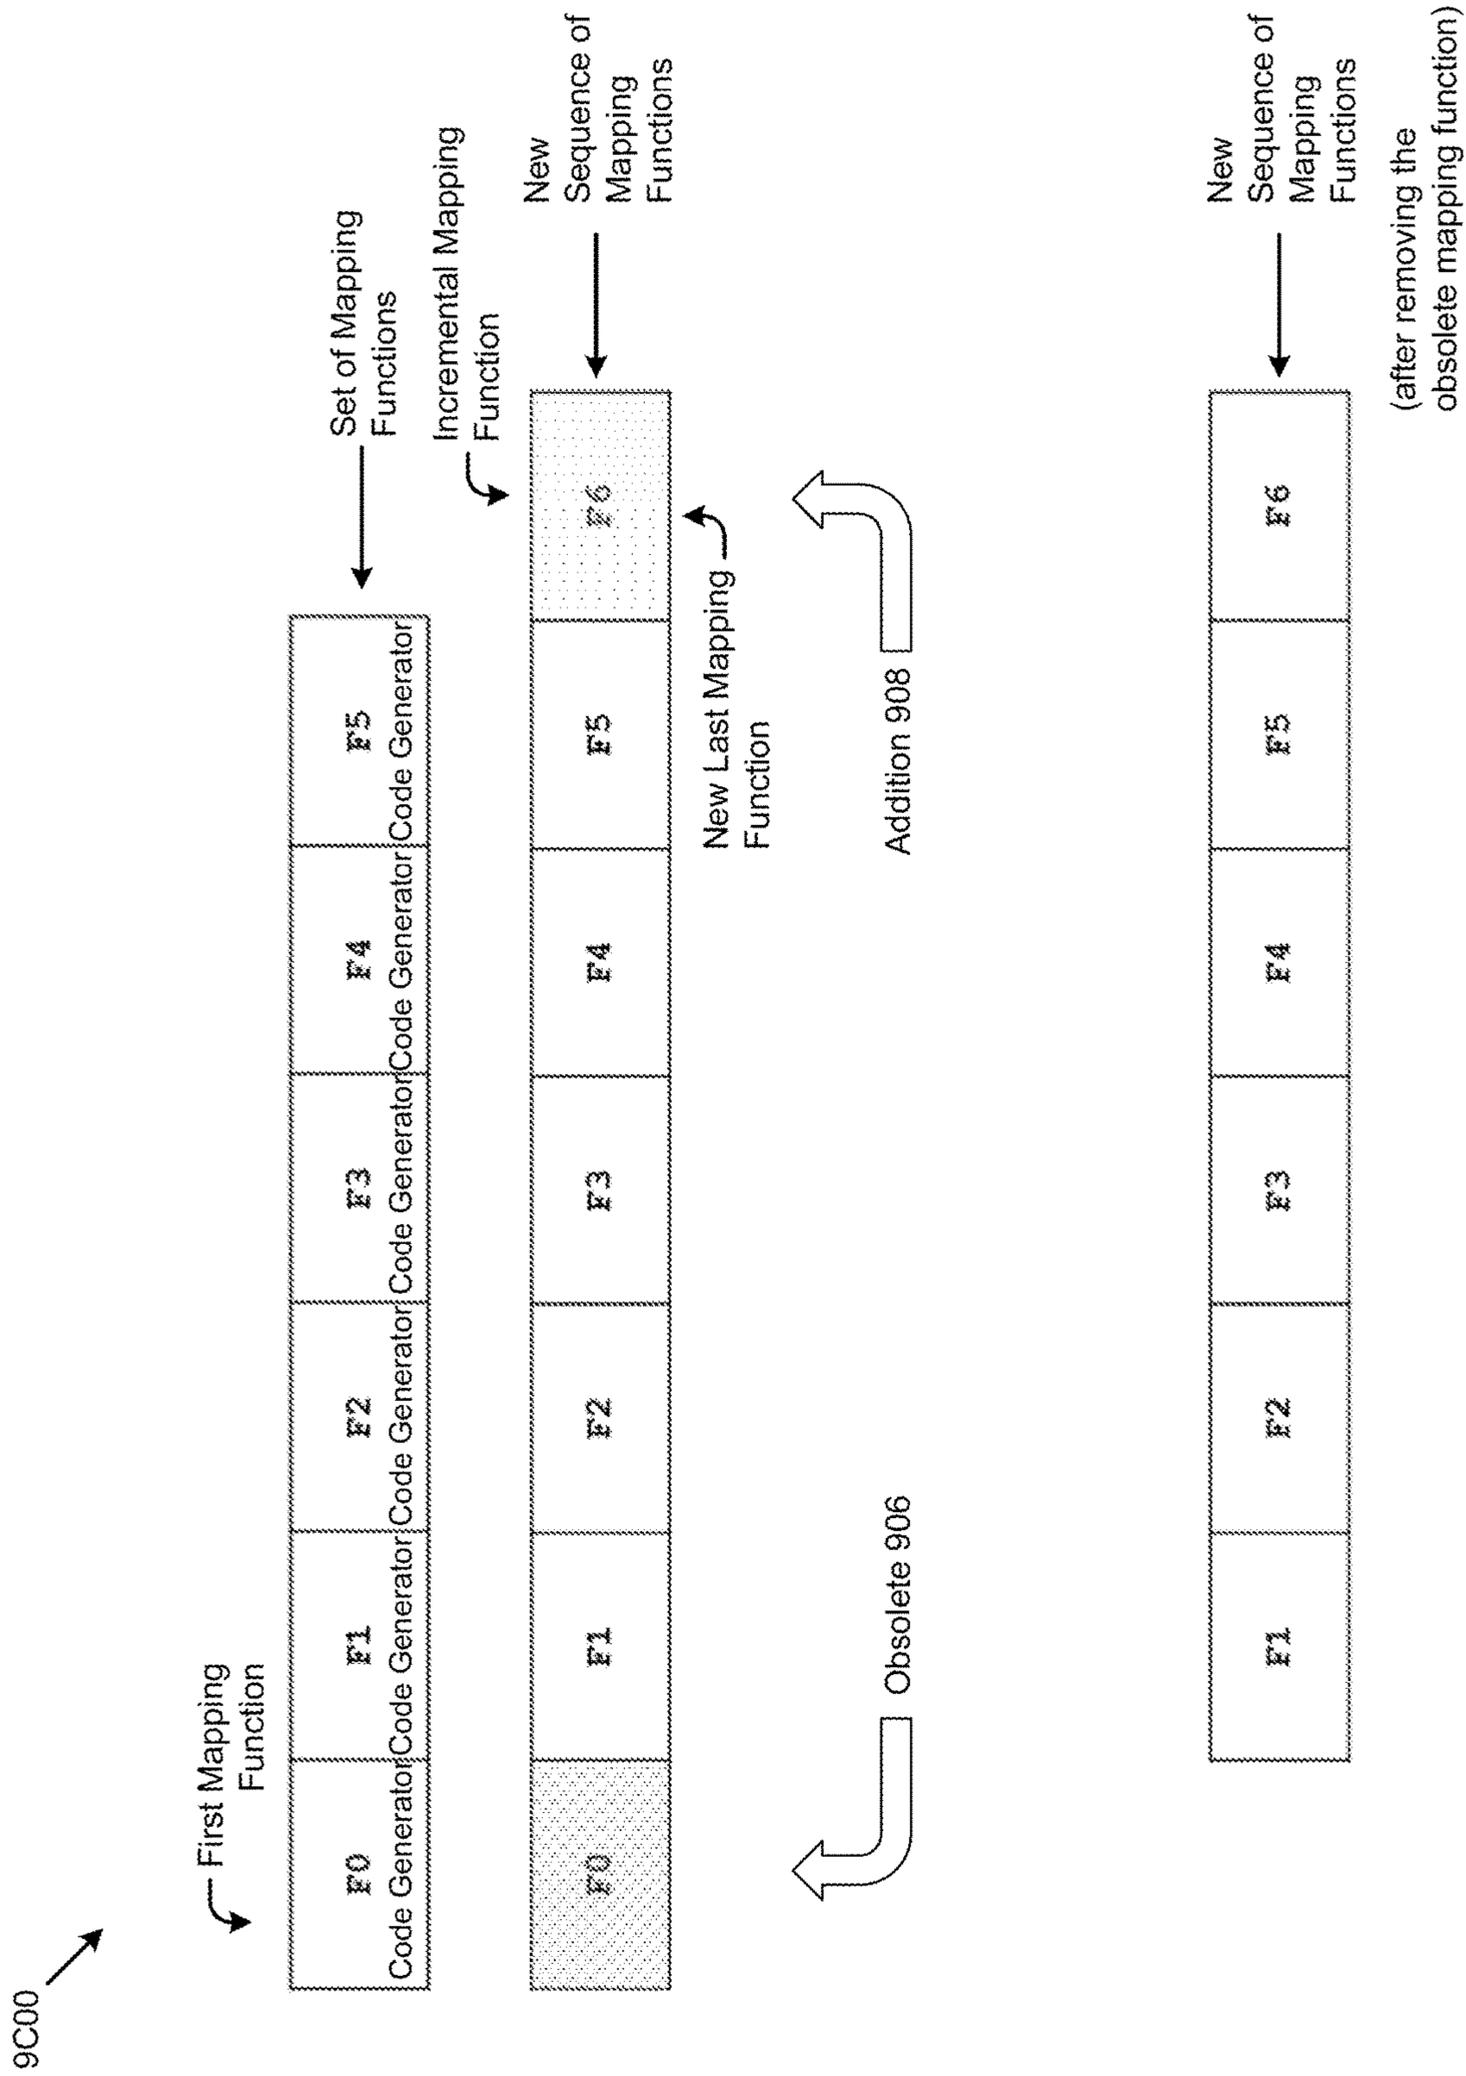 9C00
First Mapping
Function
F0
F1
F2
F3
F4
F5
Code Generator
Code Generator
Code Generator
Code Generator
Code Generator
Code Generator
Set of Mapping
Functions
Incremental Mapping
Function
F0
F1
F2
F3
F4
F5
F6
New
Sequence of
Mapping
Functions
New Last Mapping
Function
Obsolete 906
Addition 908
F1
F2
F3
F4
F5
F6
New
Sequence of
Mapping
Functions
(after removing the
obsolete mapping function)